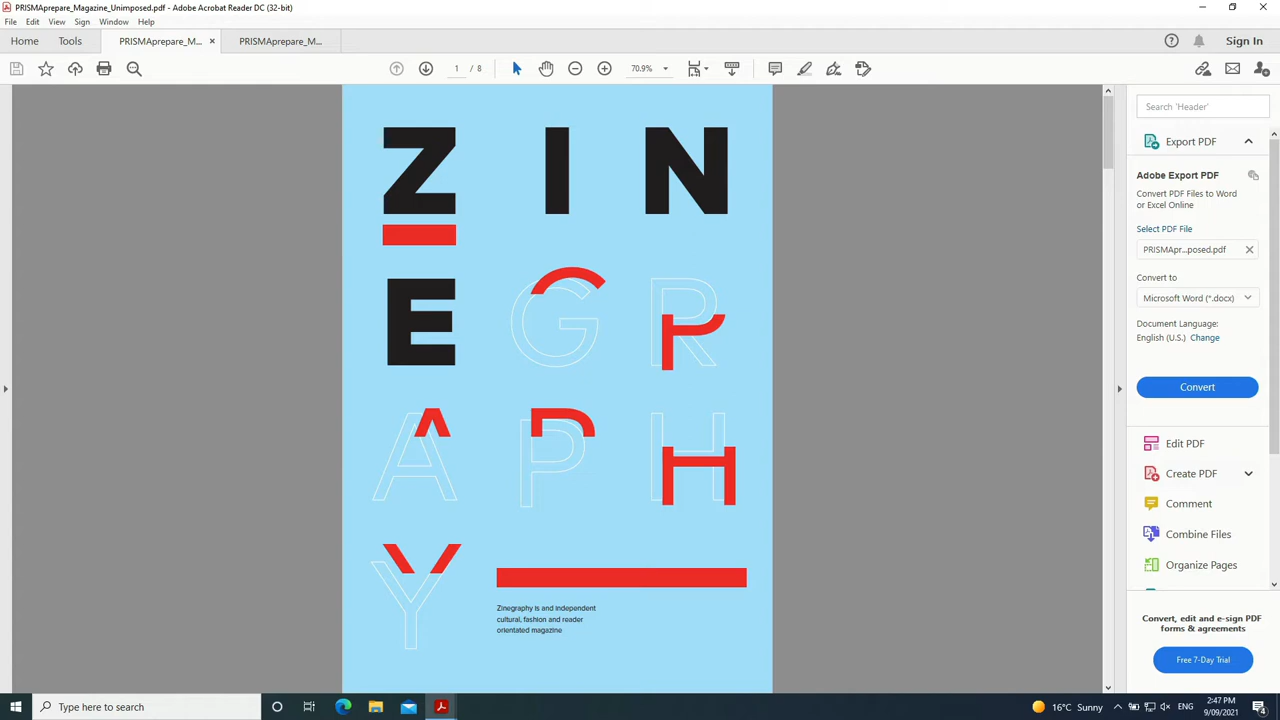 PRISMAprepare_Magazine_Unimposed.pdf - Adobe Acrobat Reader DC (32-bit)
File Edit View Sign Window Help
Home Tools PRISMAprepare_M... × PRISMAprepare_M... Sign In
1 / 8 70.9%
Z I N
E G R
A P H
Y
Zinegraphy is and independent
cultural, fashion and reader
orientated magazine
Search 'Header'
Export PDF
Adobe Export PDF
Convert PDF Files to Word
or Excel Online
Select PDF File
PRISMApr...posed.pdf
Convert to
Microsoft Word (*.docx)
Document Language:
English (U.S.) Change
Convert
Edit PDF
Create PDF
Comment
Combine Files
Organize Pages
Convert, edit and e-sign PDF
forms & agreements
Free 7-Day Trial
Type here to search
16°C Sunny
ENG
2:47 PM
9/09/2021
4